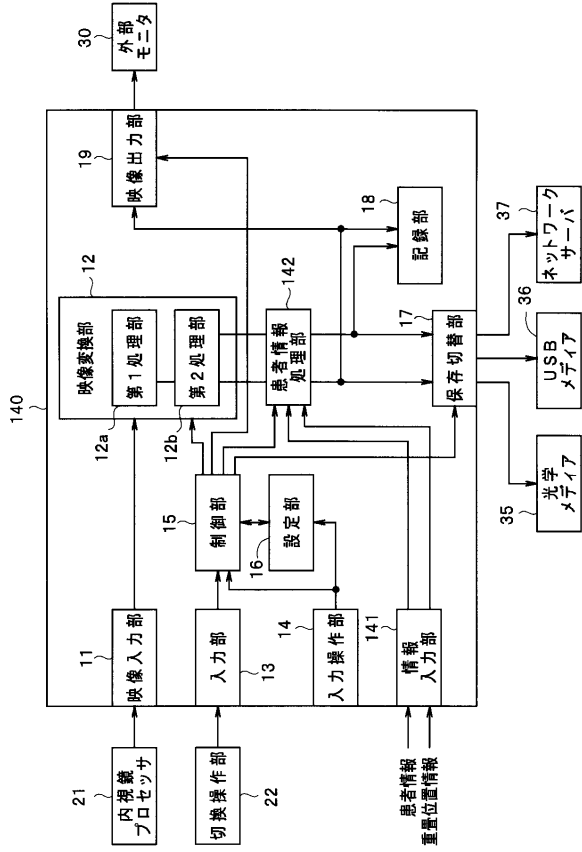 140
21
内視鏡
プロセッサ
11
映像入力部
12
映像変換部
12a
第1処理部
12b
第2処理部
19
映像出力部
30
外部
モニタ
22
切換操作部
13
入力部
15
制御部
16
設定部
14
入力操作部
141
情報
入力部
患者情報
重畳位置情報
142
患者情報
処理部
18
記録部
17
保存切替部
35
光学
メディア
36
USB
メディア
37
ネットワーク
サーバ